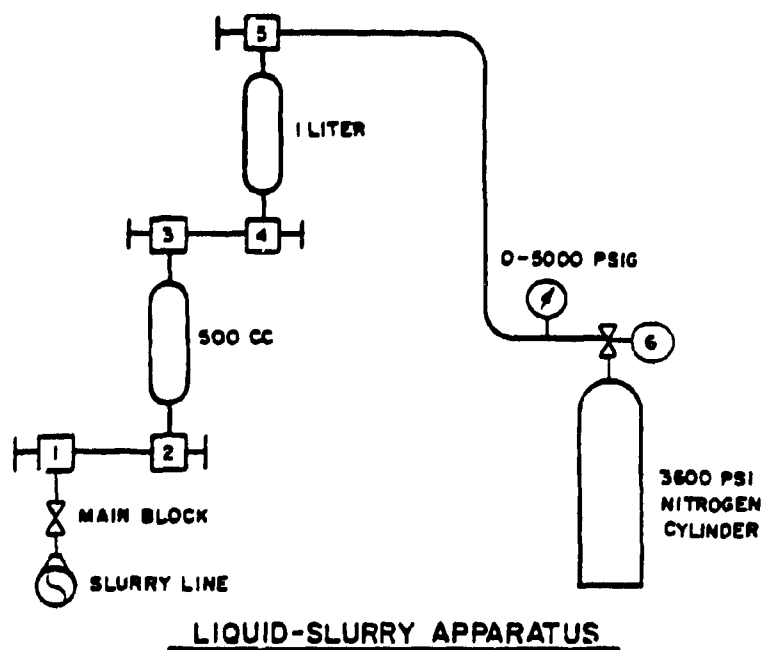 5
1 LITER
3
4
0-5000 PSIG
6
500 CC
1
2
3600 PSI
NITROGEN
CYLINDER
MAIN BLOCK
SLURRY LINE
LIQUID-SLURRY APPARATUS